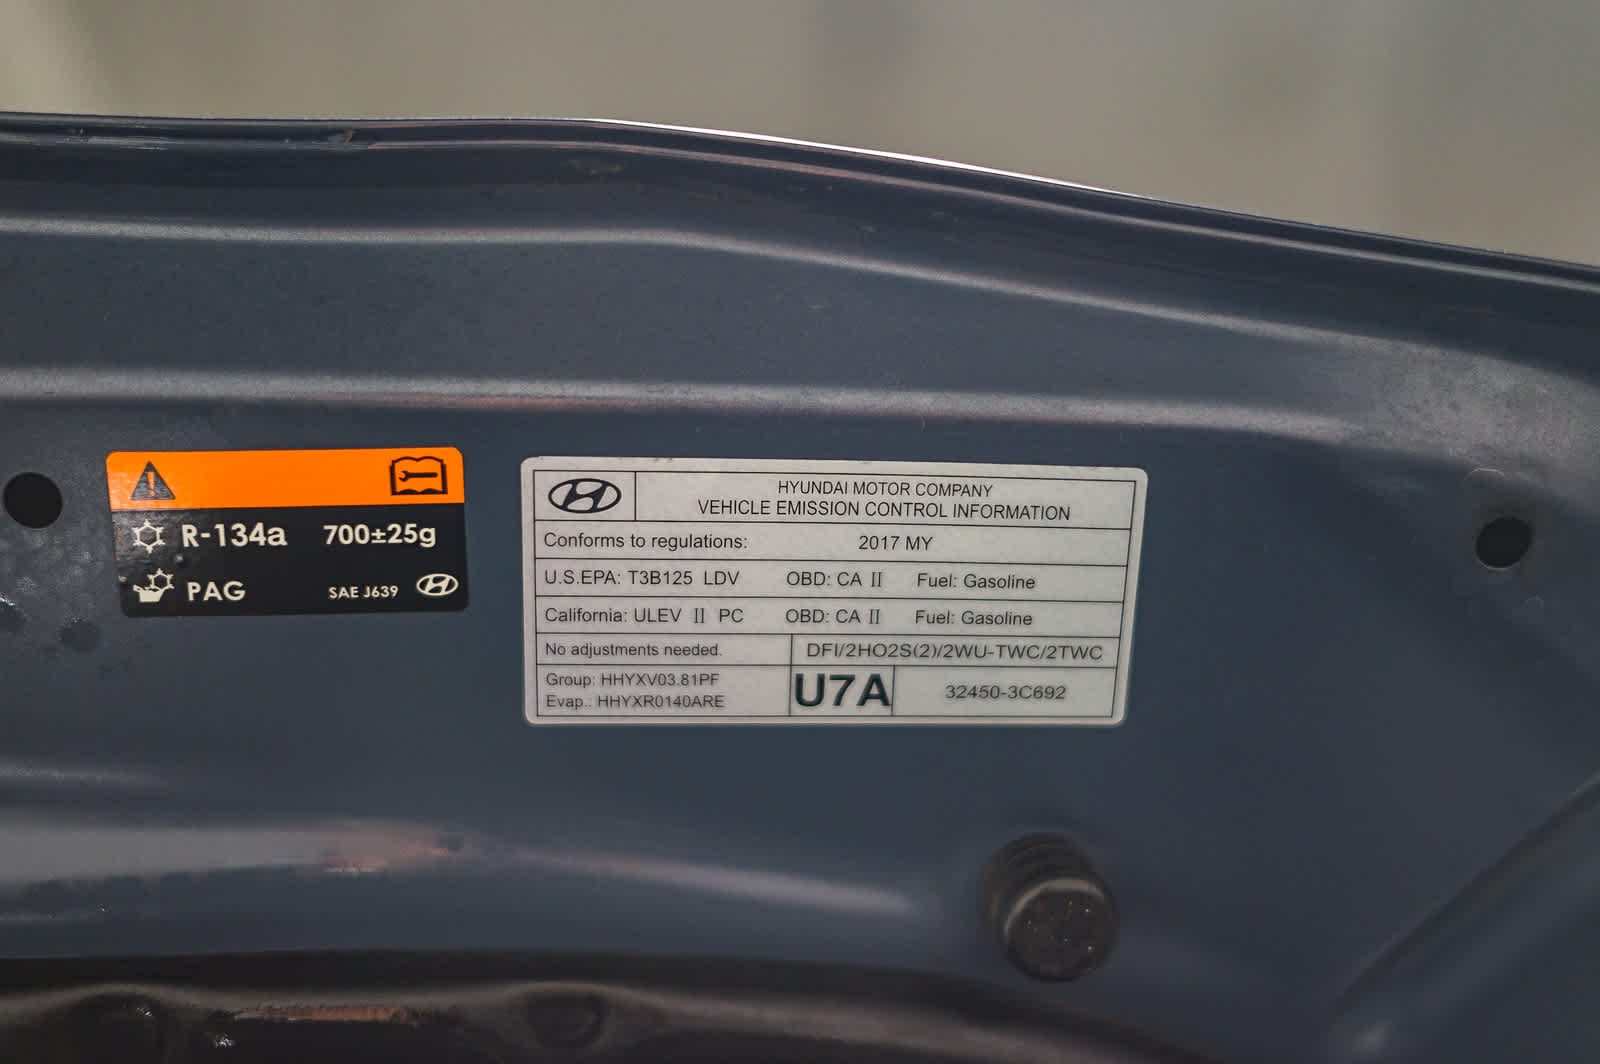 R-134a 700±25g
PAG SAE J639
HYUNDAI MOTOR COMPANY
VEHICLE EMISSION CONTROL INFORMATION
Conforms to regulations: 2017 MY
U.S.EPA: T3B125 LDV OBD: CA II Fuel: Gasoline
California: ULEV II PC OBD: CA II Fuel: Gasoline
No adjustments needed. DFI/2HO2S(2)/2WU-TWC/2TWC
Group: HHYXV03.81PF
Evap.: HHYXR0140ARE
U7A 32450-3C692